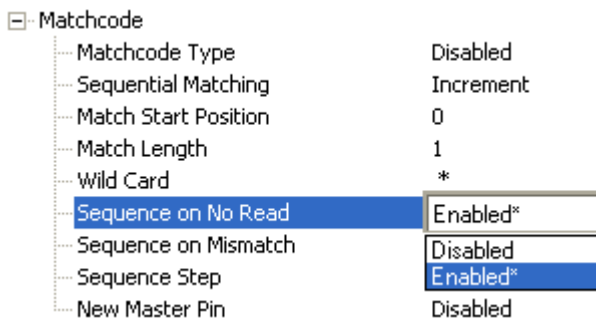 Matchcode
Matchcode Type Disabled
Sequential Matching Increment
Match Start Position 0
Match Length 1
Wild Card *
Sequence on No Read Enabled*
Sequence on Mismatch Disabled
Sequence Step Enabled*
New Master Pin Disabled